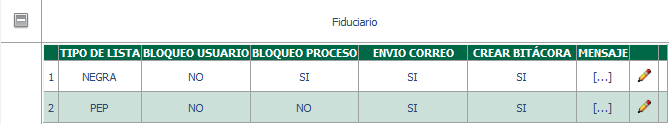 Fiduciario
TIPO DE LISTA BLOQUEO USUARIO BLOQUEO PROCESO ENVIO CORREO CREAR BITÁCORA MENSAJE
1 NEGRA NO SI SI SI [...]
2 PEP NO NO SI SI [...]